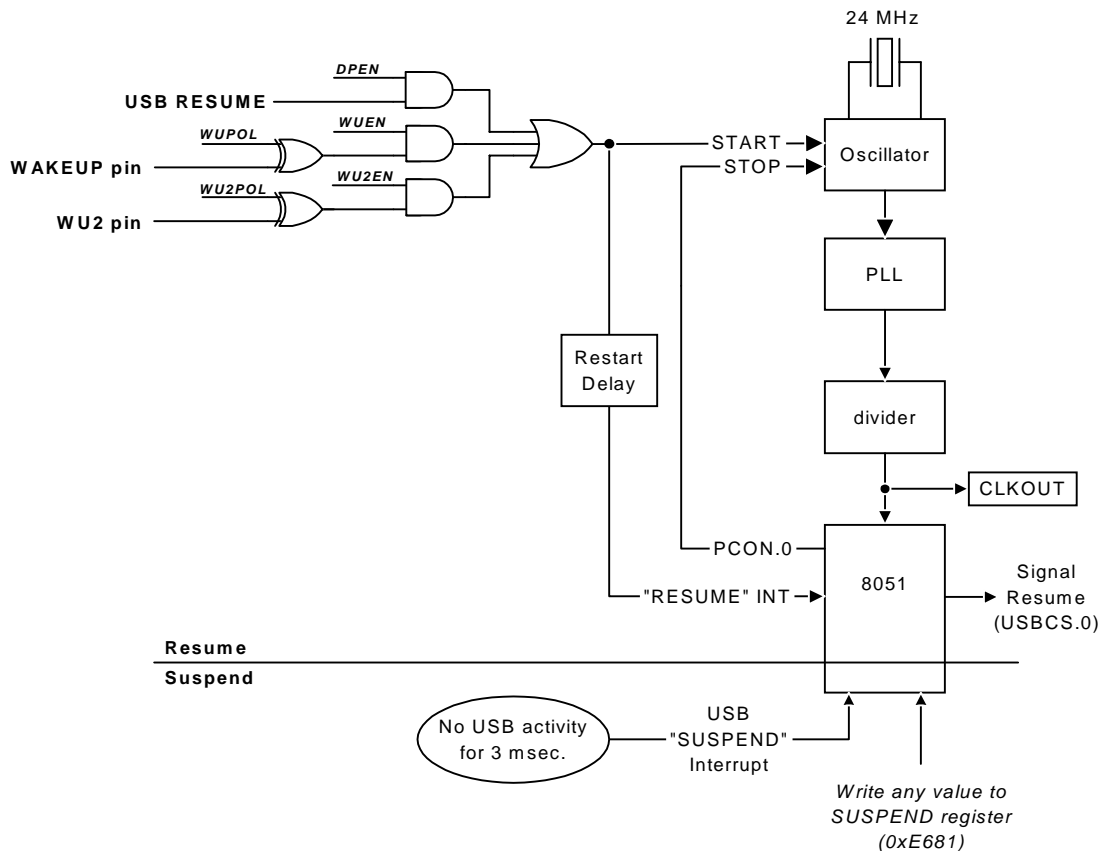 24 MHz
DPEN
USB RESUME
WUEN
WUPOL
WAKEUP pin
WU2EN
WU2POL
WU2 pin
START
STOP
Oscillator
PLL
Restart
Delay
divider
CLKOUT
PCON.0
8051
"RESUME" INT
Signal
Resume
(USBCS.0)
Resume
Suspend
No USB activity
for 3 msec.
USB
"SUSPEND"
Interrupt
Write any value to
SUSPEND register
(0xE681)